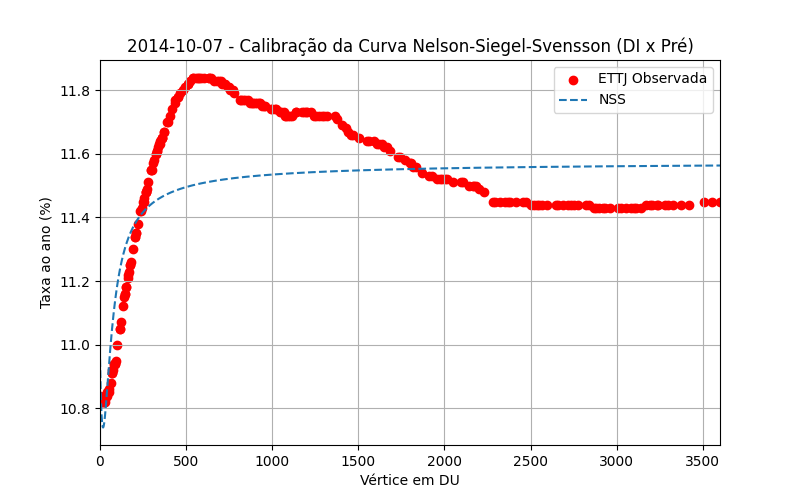 2014-10-07 - Calibração da Curva Nelson-Siegel-Svensson (DI x Pré)
ETTJ Observada
NSS
Taxa ao ano (%)
11.8
11.6
11.4
11.2
11.0
10.8
0 500 1000 1500 2000 2500 3000 3500
Vértice em DU